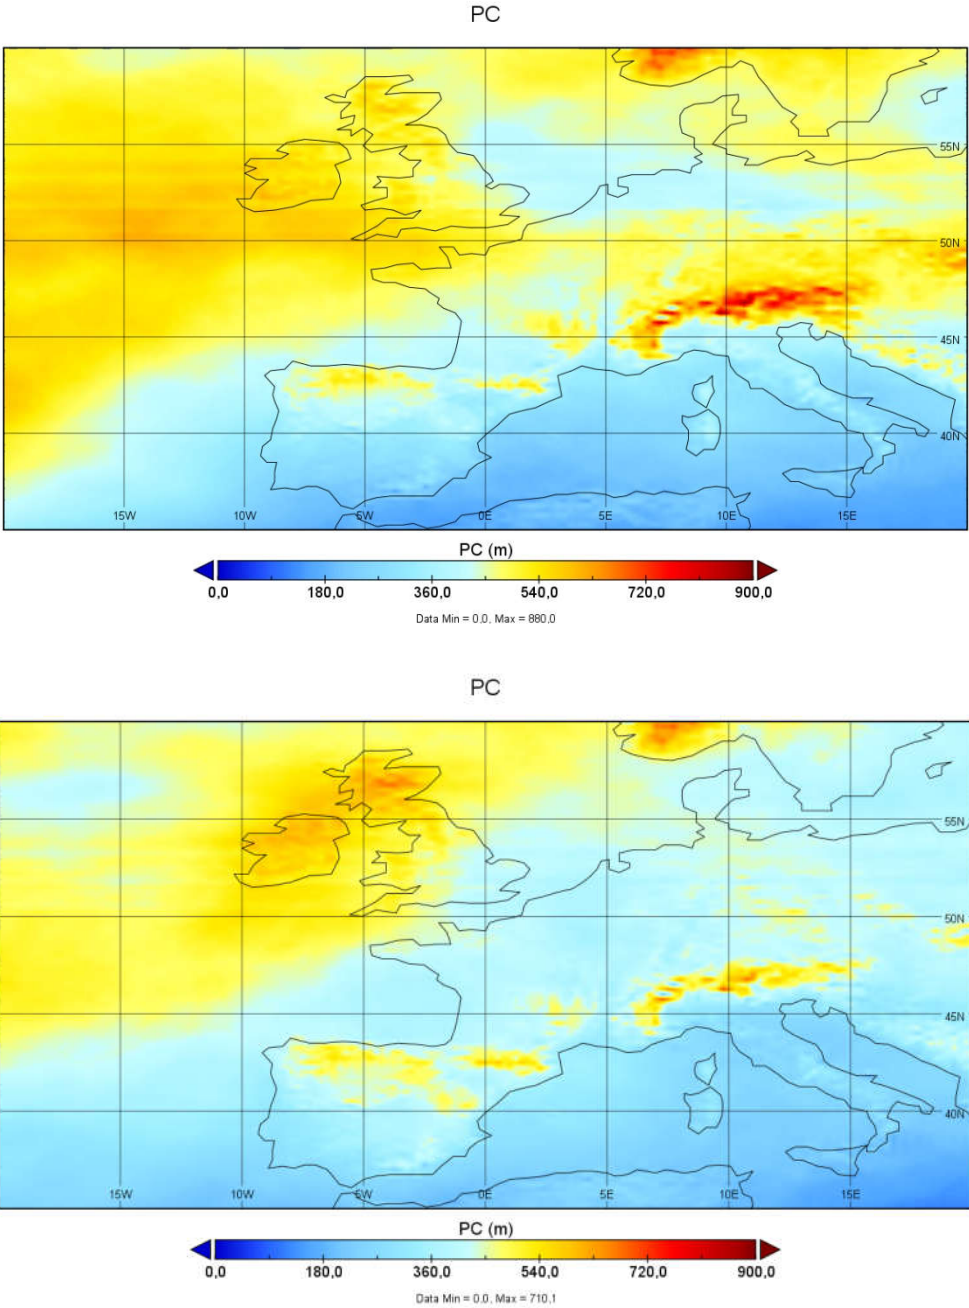 PC
55N
50N
45N
40N
15W 10W 5W 0E 5E 10E 15E
PC (m)
0,0 180,0 360,0 540,0 720,0 900,0
Data Min = 0,0, Max = 880,0
PC
55N
50N
45N
40N
15W 10W 5W 0E 5E 10E 15E
PC (m)
0,0 180,0 360,0 540,0 720,0 900,0
Data Min = 0,0, Max = 710,1